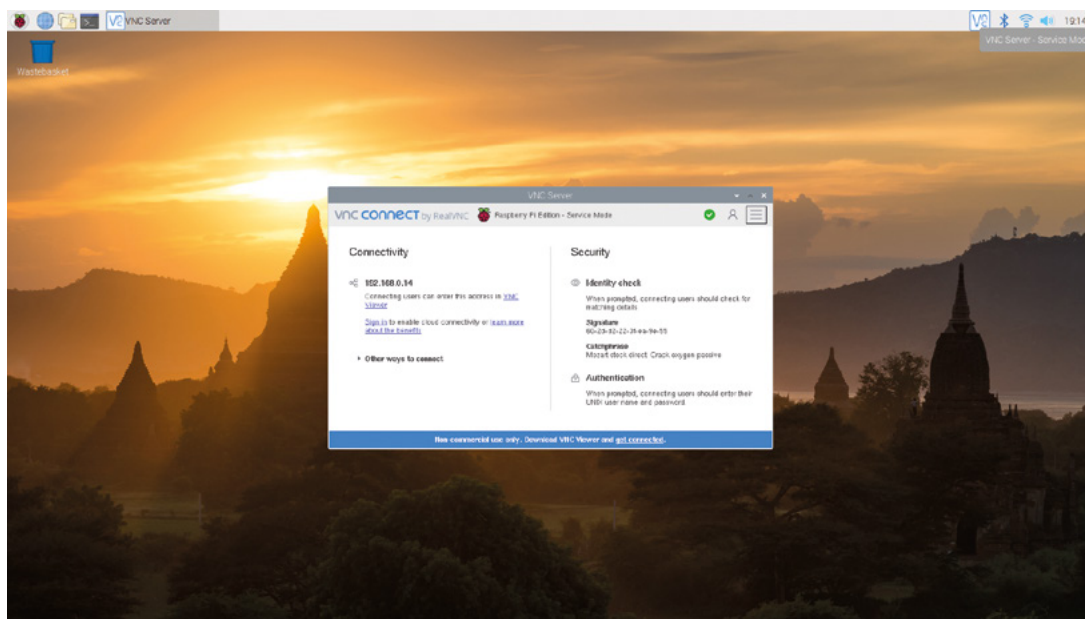 VNC Server
19:14
VNC Server - Service Mod
Wastebasket
VNC Server
VNC CONNECT by RealVNC Raspberry Pi Edition - Service Mode
Connectivity
192.168.0.14
Connecting users can enter this address in VNC
Viewer
Sign in to enable cloud connectivity or learn more
about the benefits
Other ways to connect
Security
Identity check
When prompted, connecting users should check for
matching details
Signature
Catchphrase
Mozart clock direct. Crack oxygen passive
Authentication
When prompted, connecting users should enter their
UNIX user name and password
Non-commercial use only. Download VNC Viewer and get connected.